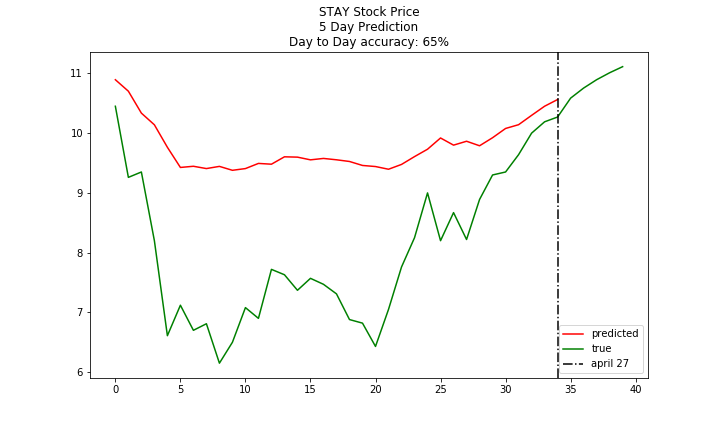 STAY Stock Price
5 Day Prediction
Day to Day accuracy: 65%
11
10
9
8
7
6
0 5 10 15 20 25 30 35 40
predicted
true
april 27